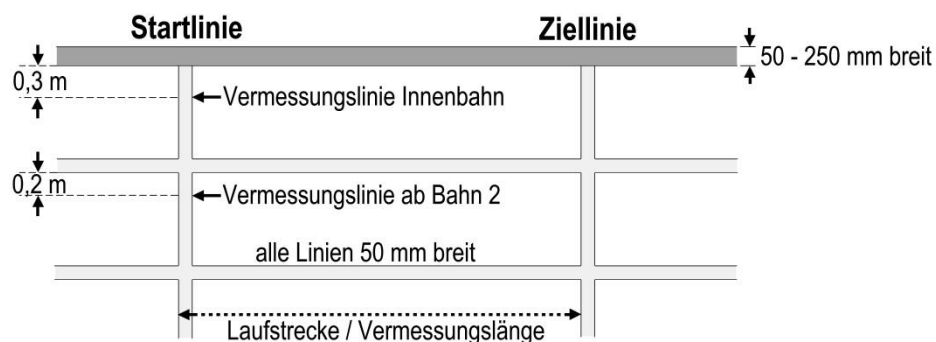 Startlinie
Ziellinie
50 - 250 mm breit
0,3 m
Vermessungslinie Innenbahn
0,2 m
Vermessungslinie ab Bahn 2
alle Linien 50 mm breit
Laufstrecke / Vermessungslänge